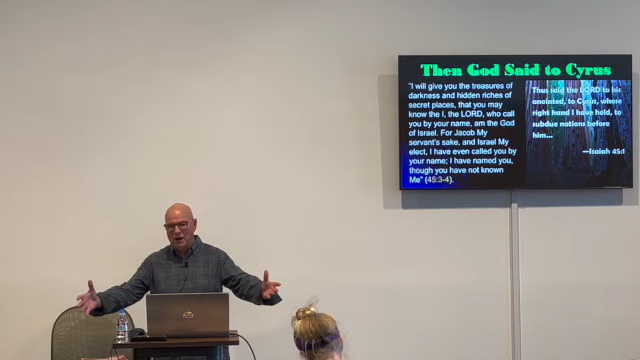 Then God Said to Cyrus
"I will give you the treasures of
darkness and hidden riches of
secret places, that you may
know the I, the LORD, who call
you by your name, am the God
of Israel. For Jacob My
servant's sake, and Israel My
elect, I have even called you by
your name; I have named you,
though you have not known
Me" (45:3-4).
Thus said the LORD to his
anointed, to Cyrus, whose
right hand I have held, to
subdue nations before
him...
—Isaiah 45:1
hp